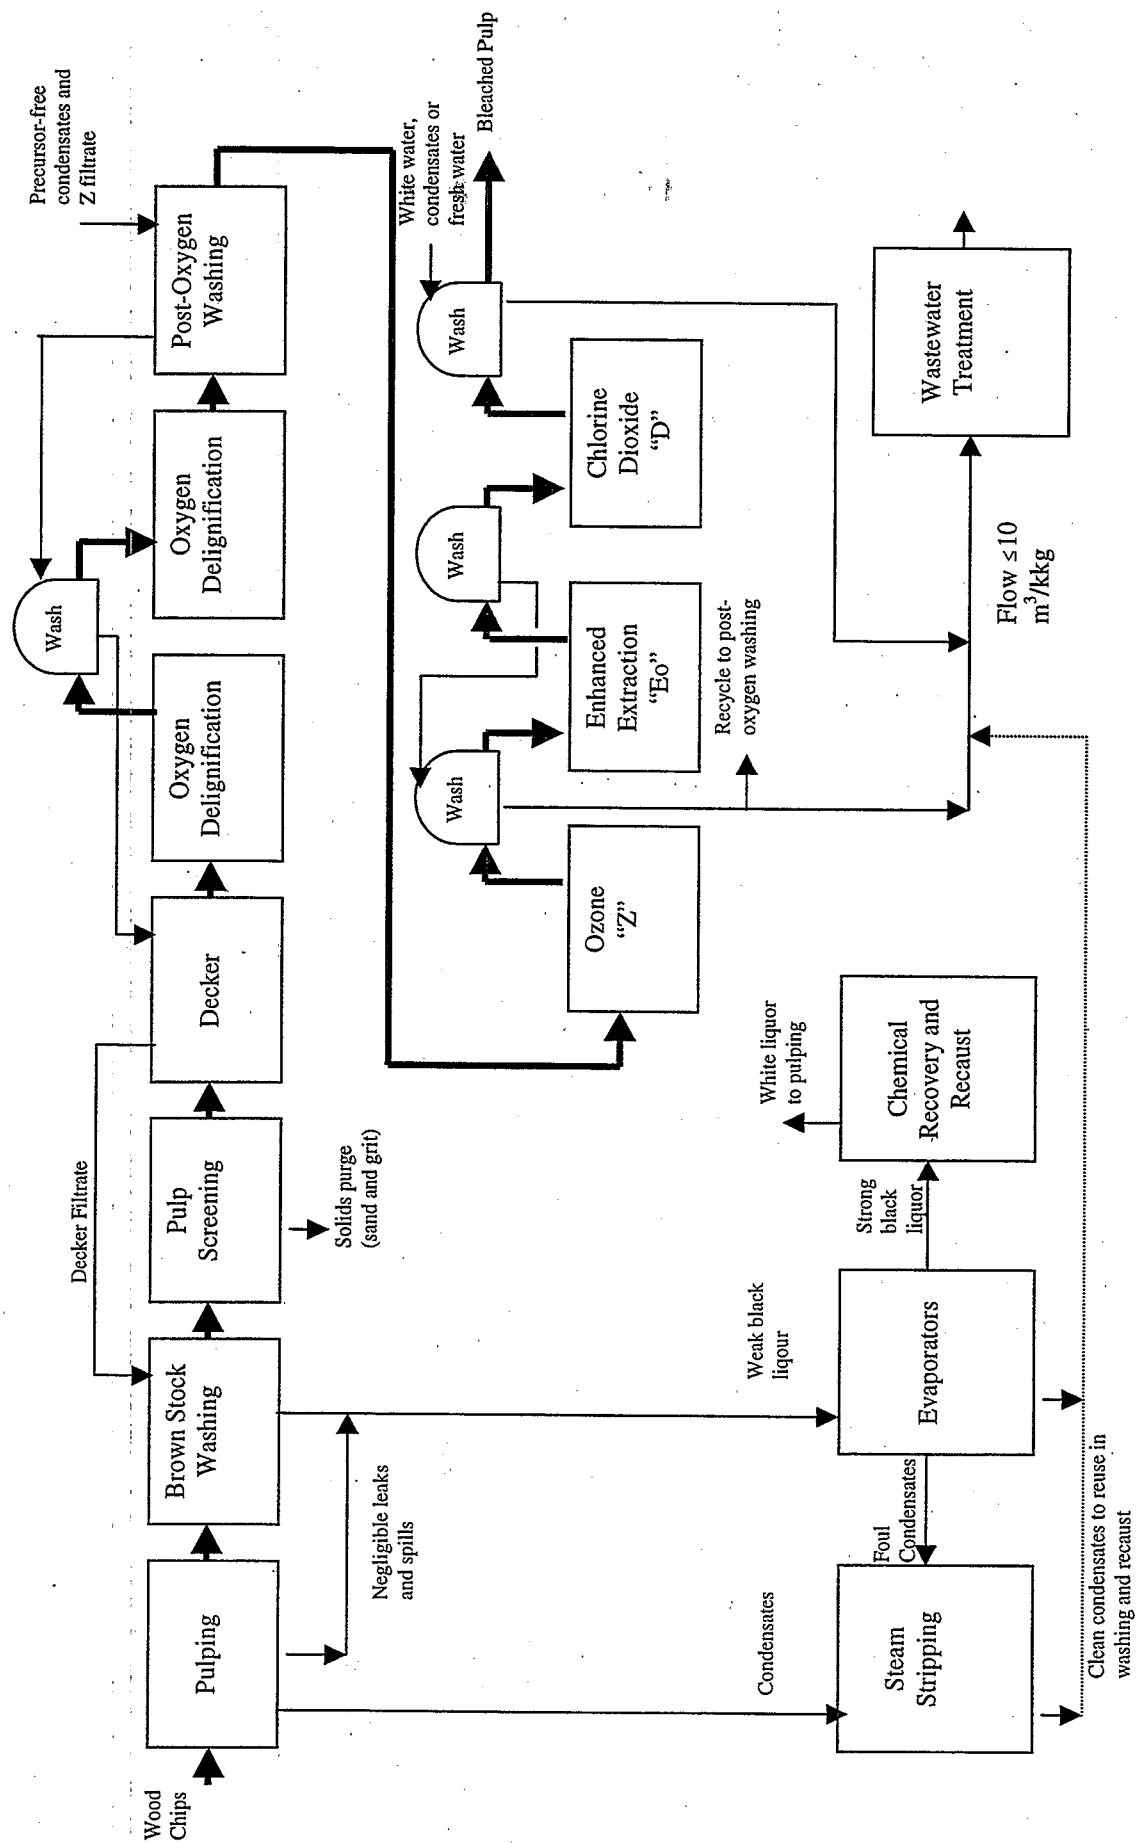 Wood
Chips
Pulping
Brown Stock
Washing
Pulp
Screening
Decker
Oxygen
Delignification
Wash
Oxygen
Delignification
Post-Oxygen
Washing
Precursor-free
condensates and
Z filtrate
Decker Filtrate
Solids purge
(sand and grit)
Negligible leaks
and spills
Ozone
“Z”
Wash
Enhanced
Extraction
“Eo”
Wash
Chlorine
Dioxide
“D”
Wash
White water,
condensates or
fresh water
Bleached Pulp
Recycle to post-
oxygen washing
Condensates
Weak black
liqour
White liquor
to pulping
Steam
Stripping
Foul
Condensates
Evaporators
Strong
black
liquor
Chemical
Recovery and
Recaust
Wastewater
Treatment
Flow ≤10
m³/kkg
Clean condensates to reuse in
washing and recaust